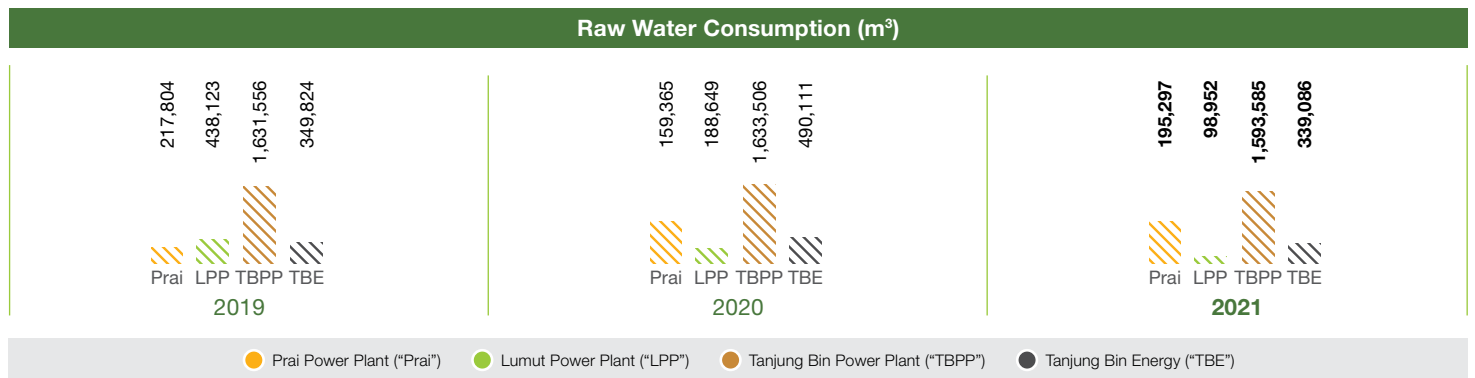 Raw Water Consumption (m³)
217,804 438,123 1,631,556 349,824
Prai LPP TBPP TBE
2019
159,365 188,649 1,633,506 490,111
Prai LPP TBPP TBE
2020
195,297 98,952 1,593,585 339,086
Prai LPP TBPP TBE
2021
Prai Power Plant (“Prai”) Lumut Power Plant (“LPP”) Tanjung Bin Power Plant (“TBPP”) Tanjung Bin Energy (“TBE”)